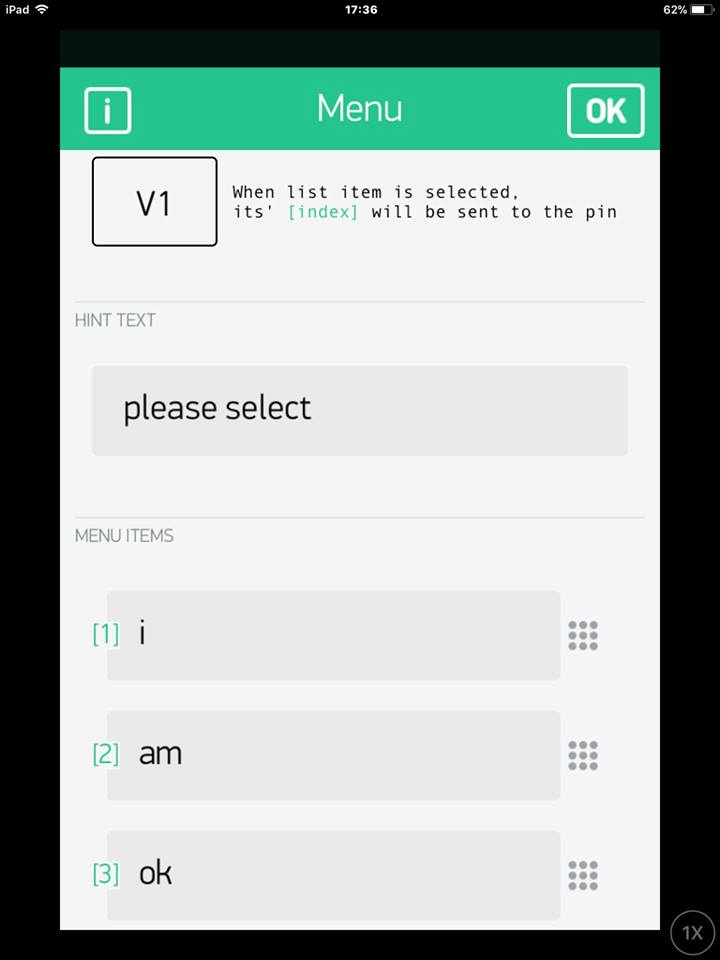 iPad 17:36 62%
i Menu OK
V1
When list item is selected,
its' [index] will be sent to the pin
HINT TEXT
please select
MENU ITEMS
[1] i
[2] am
[3] ok
1X